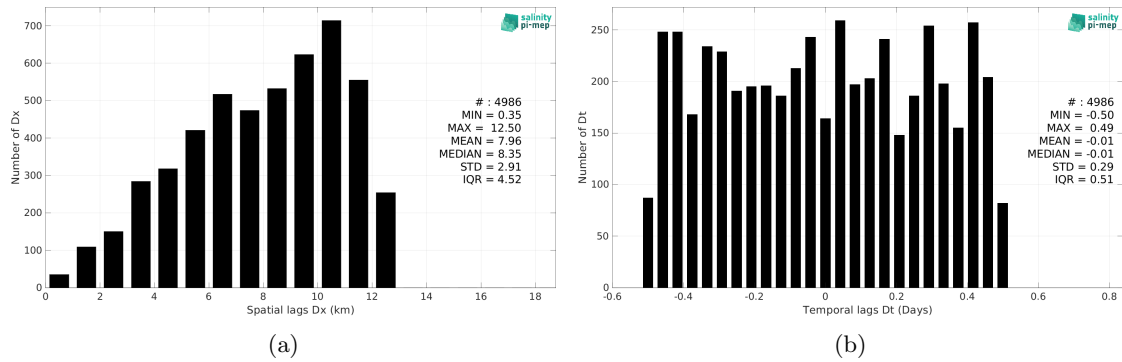 700
600
500
400
300
200
100
0
Number of Dx
0 2 4 6 8 10 12 14 16 18
Spatial lags Dx (km)
salinity
pi-mep
# : 4986
MIN = 0.35
MAX = 12.50
MEAN = 7.96
MEDIAN = 8.35
STD = 2.91
IQR = 4.52
(a)
250
200
150
100
50
0
Number of Dt
-0.6 -0.4 -0.2 0 0.2 0.4 0.6 0.8
Temporal lags Dt (Days)
salinity
pi-mep
# : 4986
MIN = -0.50
MAX = 0.49
MEAN = -0.01
MEDIAN = -0.01
STD = 0.29
IQR = 0.51
(b)